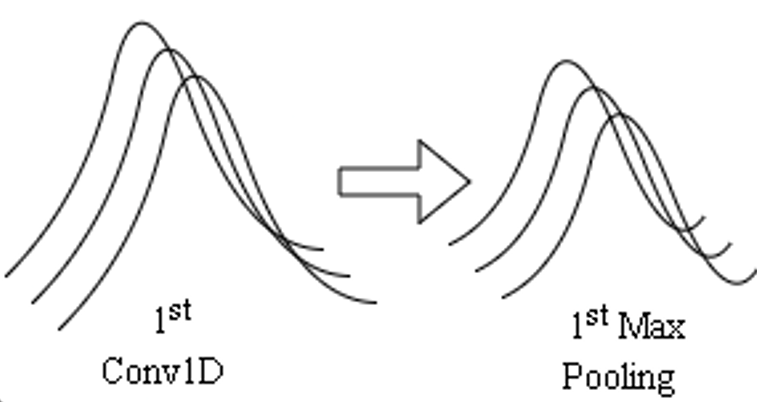 1st
Conv1D
1st Max
Pooling